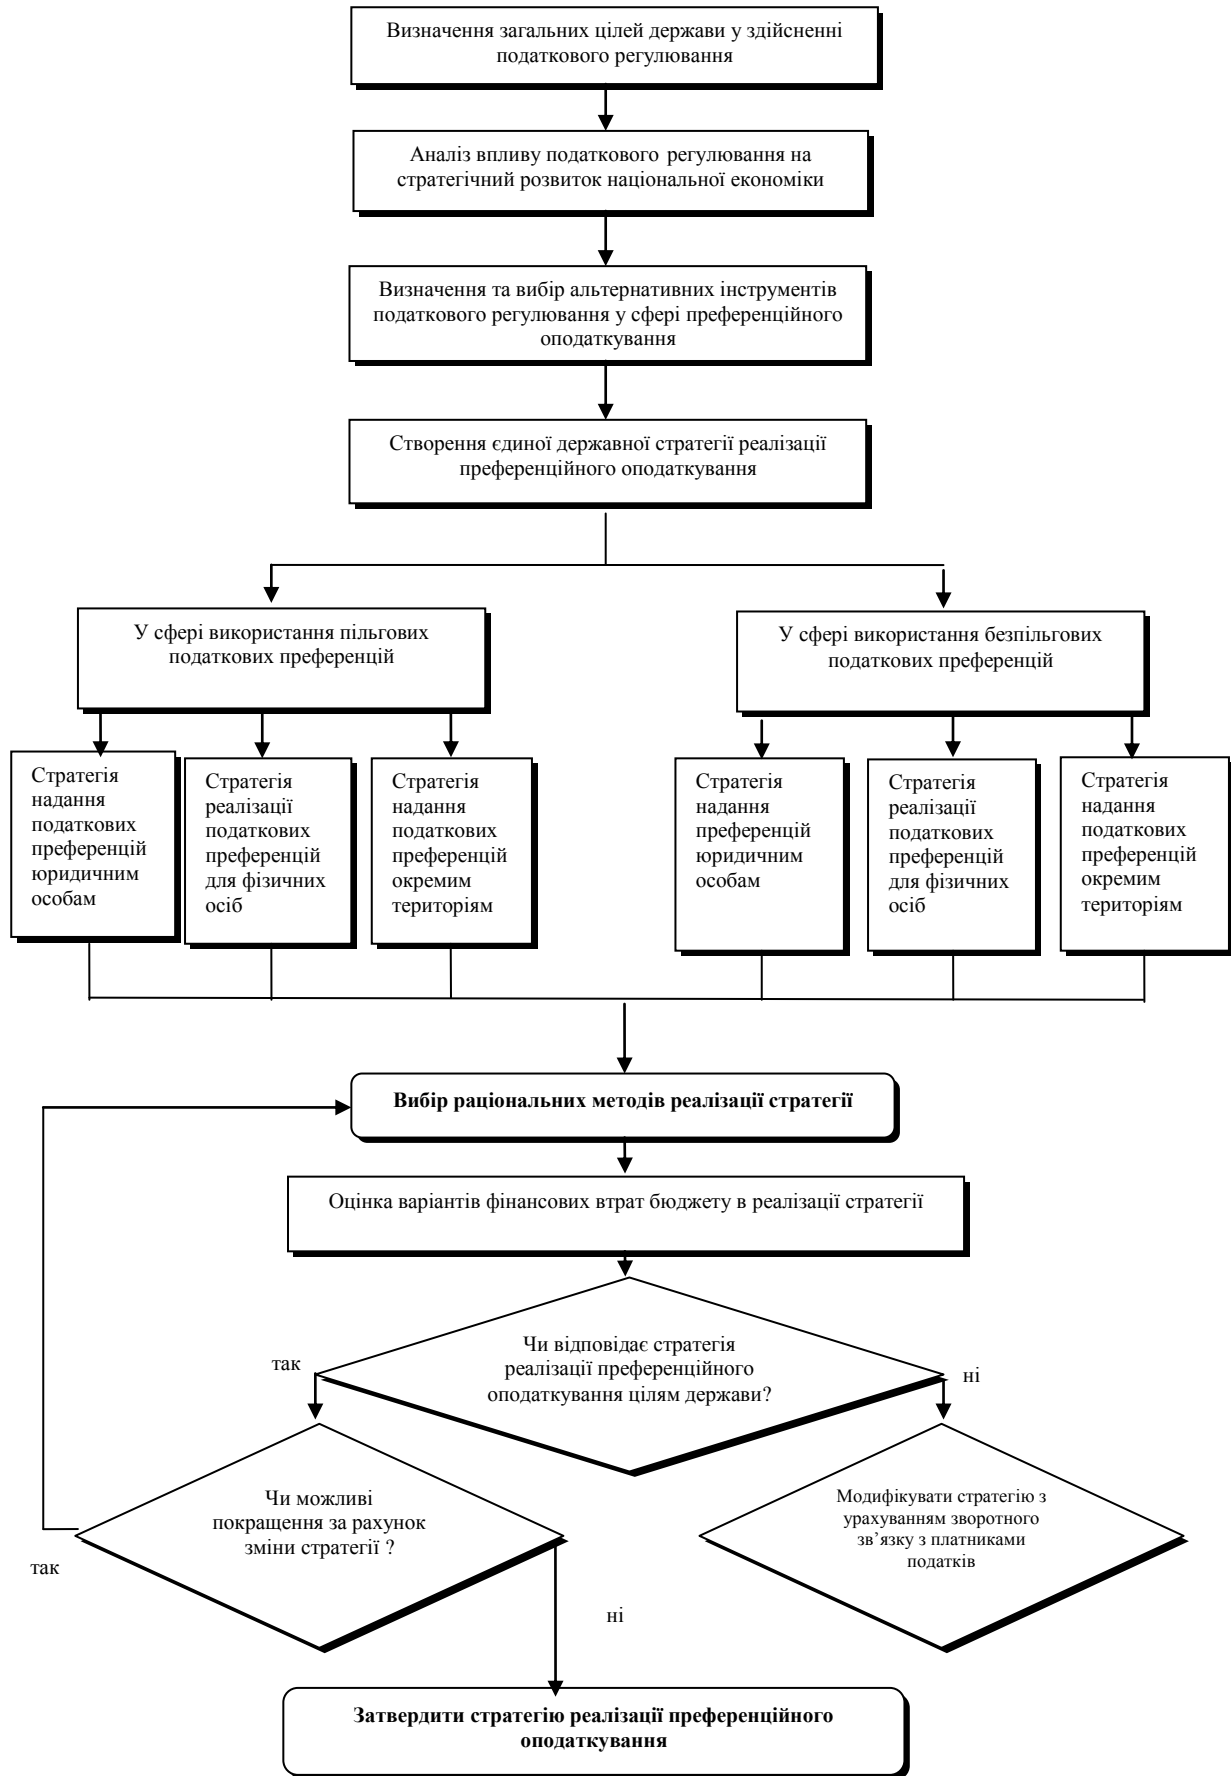 Визначення загальних цілей держави у здійсненні
податкового регулювання
Аналіз впливу податкового регулювання на
стратегічний розвиток національної економіки
Визначення та вибір альтернативних інструментів
податкового регулювання у сфері преференційного
оподаткування
Створення єдиної державної стратегії реалізації
преференційного оподаткування
У сфері використання пільгових
податкових преференцій
У сфері використання безпільгових
податкових преференцій
Стратегія
надання
податкових
преференцій
юридичним
особам
Стратегія
реалізації
податкових
преференцій
для фізичних
осіб
Стратегія
надання
податкових
преференцій
окремим
територіям
Стратегія
надання
преференцій
юридичним
особам
Стратегія
реалізації
податкових
преференцій
для фізичних
осіб
Стратегія
надання
податкових
преференцій
окремим
територіям
Вибір раціональних методів реалізації стратегії
Оцінка варіантів фінансових втрат бюджету в реалізації стратегії
Чи відповідає стратегія
реалізації преференційного
оподаткування цілям держави?
так
ні
Чи можливі
покращення за рахунок
зміни стратегії ?
Модифікувати стратегію з
урахуванням зворотного
зв’язку з платниками
податків
так
ні
Затвердити стратегію реалізації преференційного
оподаткування